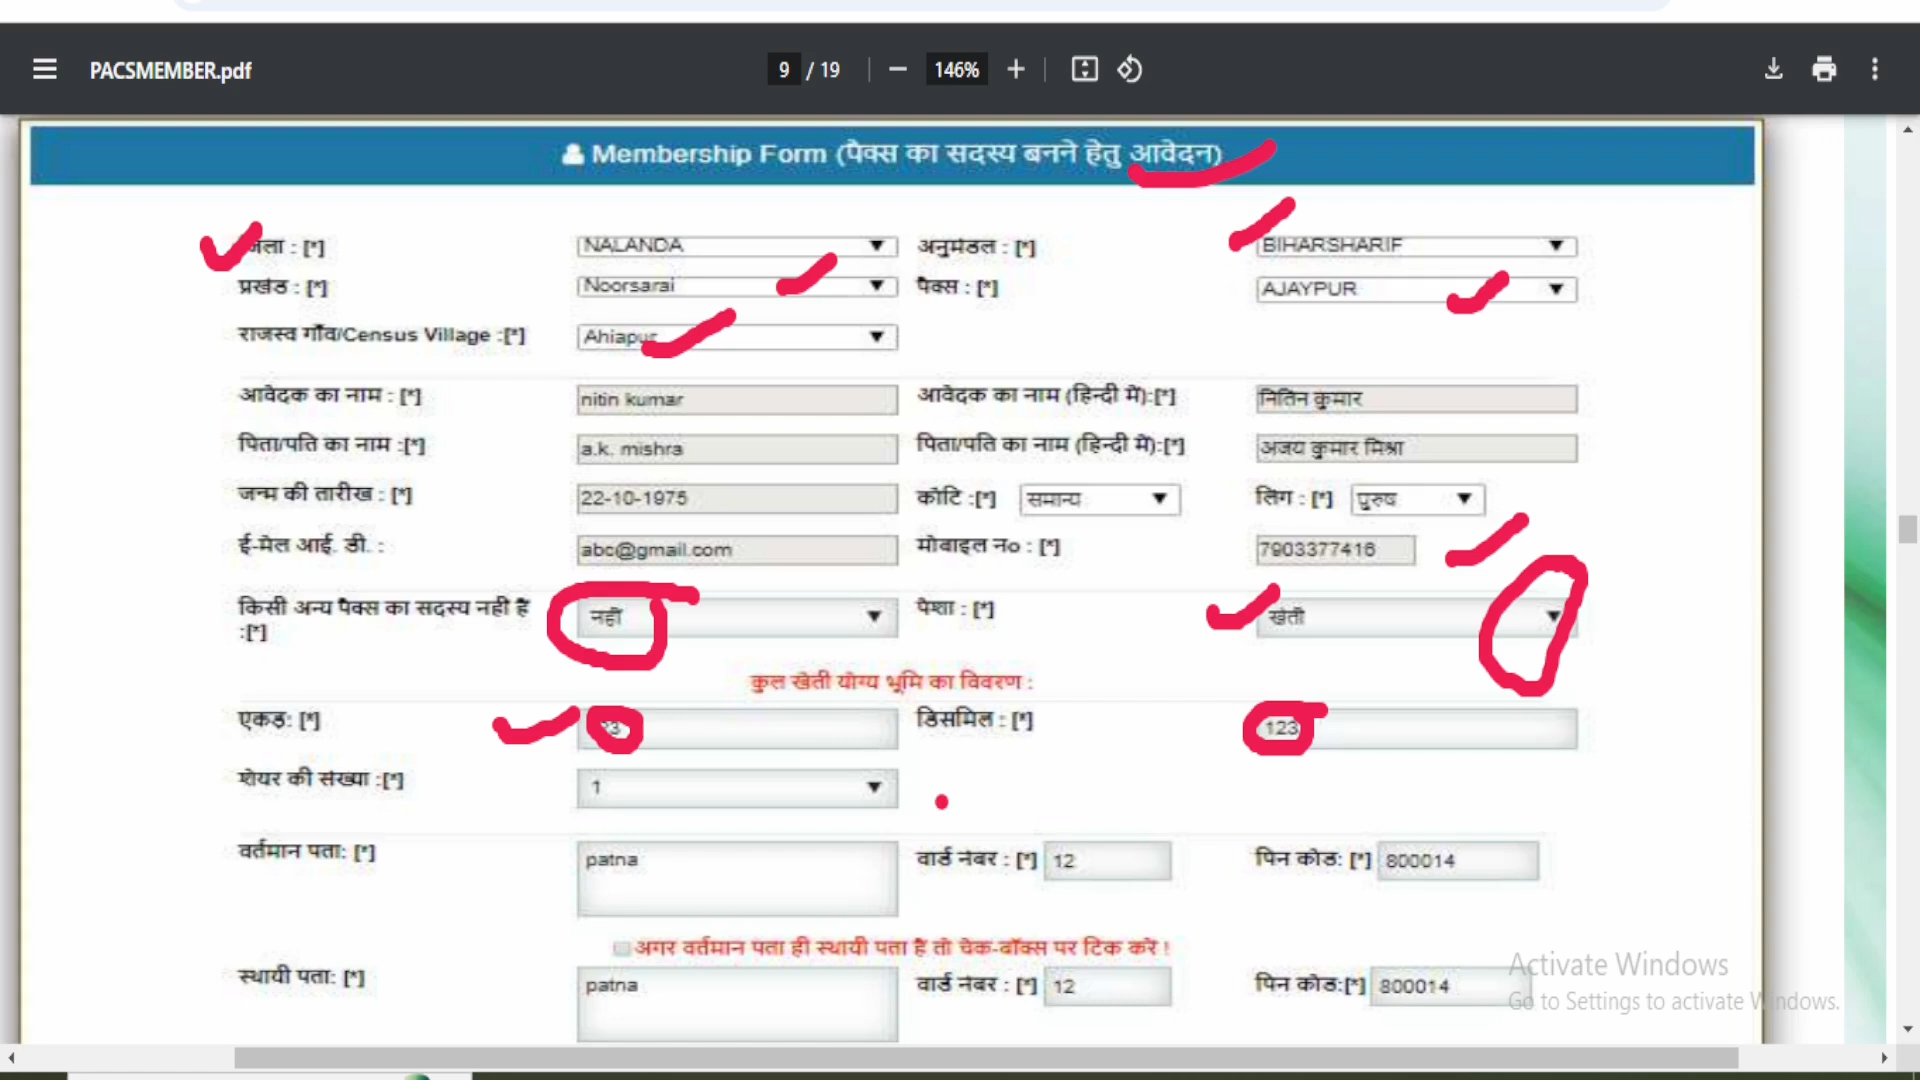 PACSMEMBER.pdf 9 / 19 146%
Membership Form (पैक्स का सदस्य बनने हेतु आवेदन)
जिला : [*] NALANDA अनुमंडल : [*] BIHARSHARIF
प्रखंड : [*] Noorsarai पैक्स : [*] AJAYPUR
राजस्व गाँव/Census Village :[*] Ahiapur
आवेदक का नाम : [*] nitin kumar आवेदक का नाम (हिन्दी में):[*] नितिन कुमार
पिता/पति का नाम :[*] a.k. mishra पिता/पति का नाम (हिन्दी में):[*] अजय कुमार मिश्रा
जन्म की तारीख : [*] 22-10-1975 कोटि :[*] समान्य लिंग : [*] पुरुष
ई-मेल आई. डी. : abc@gmail.com मोबाइल न० : [*] 7903377416
किसी अन्य पैक्स का सदस्य नही हैं नहीं पेशा : [*] खेती
:[*]
कुल खेती योग्य भूमि का विवरण :
एकड़: [*] डिसमिल : [*] 123
शेयर की संख्या :[*] 1
वर्तमान पता: [*] patna वार्ड नंबर : [*] 12 पिन कोड: [*] 800014
अगर वर्तमान पता ही स्थायी पता है तो चेक-बॉक्स पर टिक करें !
स्थायी पता: [*] patna वार्ड नंबर : [*] 12 पिन कोड:[*] 800014
Activate Windows
Go to Settings to activate Windows.